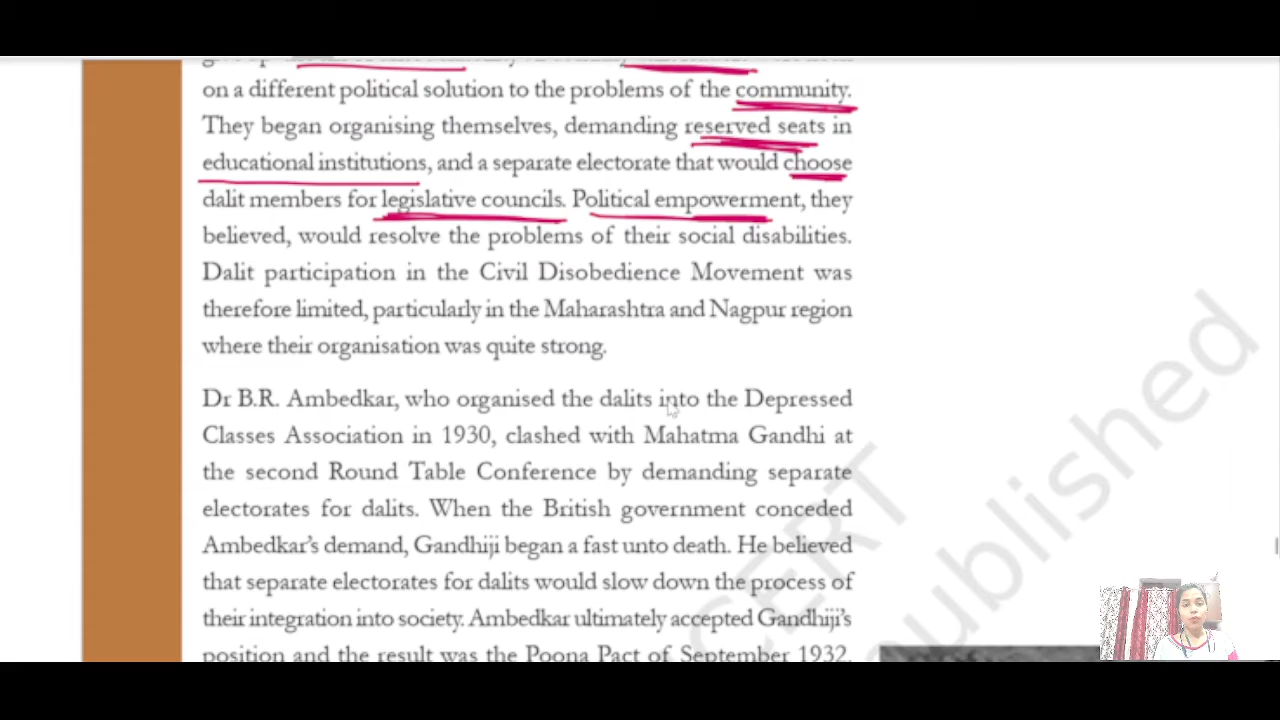 on a different political solution to the problems of the community.
They began organising themselves, demanding reserved seats in
educational institutions, and a separate electorate that would choose
dalit members for legislative councils. Political empowerment, they
believed, would resolve the problems of their social disabilities.
Dalit participation in the Civil Disobedience Movement was
therefore limited, particularly in the Maharashtra and Nagpur region
where their organisation was quite strong.
Dr B.R. Ambedkar, who organised the dalits into the Depressed
Classes Association in 1930, clashed with Mahatma Gandhi at
the second Round Table Conference by demanding separate
electorates for dalits. When the British government conceded
Ambedkar's demand, Gandhiji began a fast unto death. He believed
that separate electorates for dalits would slow down the process of
their integration into society. Ambedkar ultimately accepted Gandhiji's
position and the result was the Poona Pact of September 1932.
CERT
published